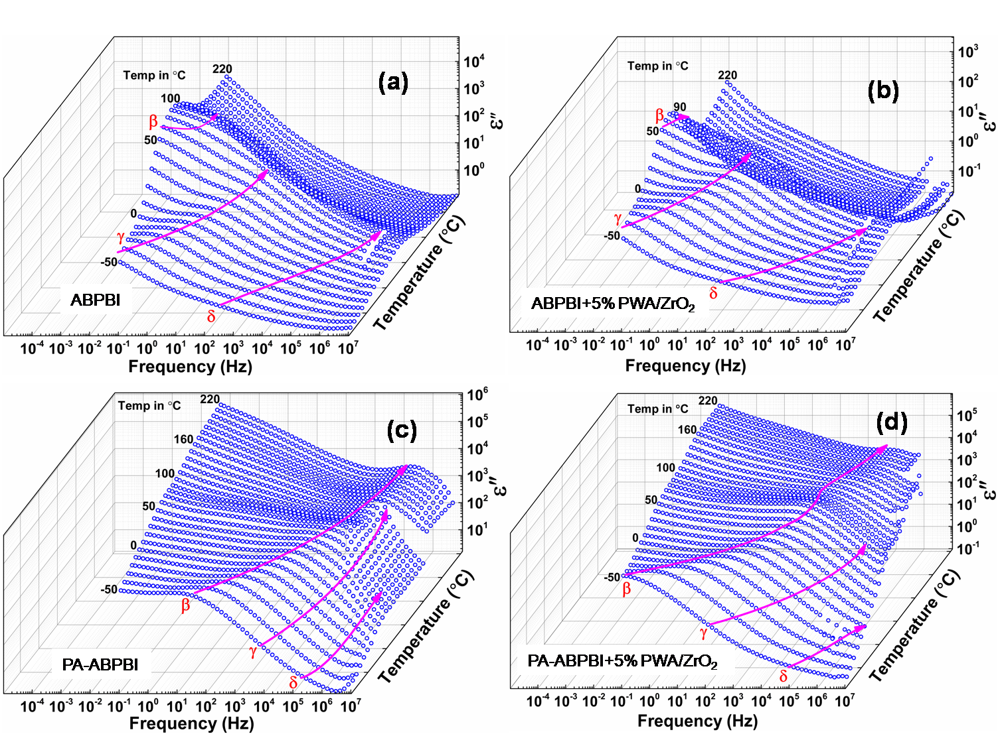 Temp in °C
220
(a)
100
β
50
0
γ
-50
δ
ABPBI
10⁴
10³
10²
10¹
10⁰
ε″
Temperature (°C)
10⁻⁴ 10⁻³ 10⁻² 10⁻¹ 10⁰ 10¹ 10² 10³ 10⁴ 10⁵ 10⁶ 10⁷
Frequency (Hz)
Temp in °C
220
(b)
90
β
50
0
γ
-50
δ
ABPBI+5% PWA/ZrO₂
10³
10²
10¹
10⁰
10⁻¹
ε″
Temperature (°C)
10⁻⁴ 10⁻³ 10⁻² 10⁻¹ 10⁰ 10¹ 10² 10³ 10⁴ 10⁵ 10⁶ 10⁷
Frequency (Hz)
Temp in °C
220
(c)
160
100
50
0
-50
β
γ
δ
PA-ABPBI
10⁶
10⁵
10⁴
10³
10²
10¹
ε″
Temperature (°C)
10⁻⁴ 10⁻³ 10⁻² 10⁻¹ 10⁰ 10¹ 10² 10³ 10⁴ 10⁵ 10⁶ 10⁷
Frequency (Hz)
Temp in °C
220
(d)
160
100
50
0
-50
β
γ
δ
PA-ABPBI+5% PWA/ZrO₂
10⁵
10⁴
10³
10²
10¹
10⁰
10⁻¹
ε″
Temperature (°C)
10⁻⁴ 10⁻³ 10⁻² 10⁻¹ 10⁰ 10¹ 10² 10³ 10⁴ 10⁵ 10⁶ 10⁷
Frequency (Hz)